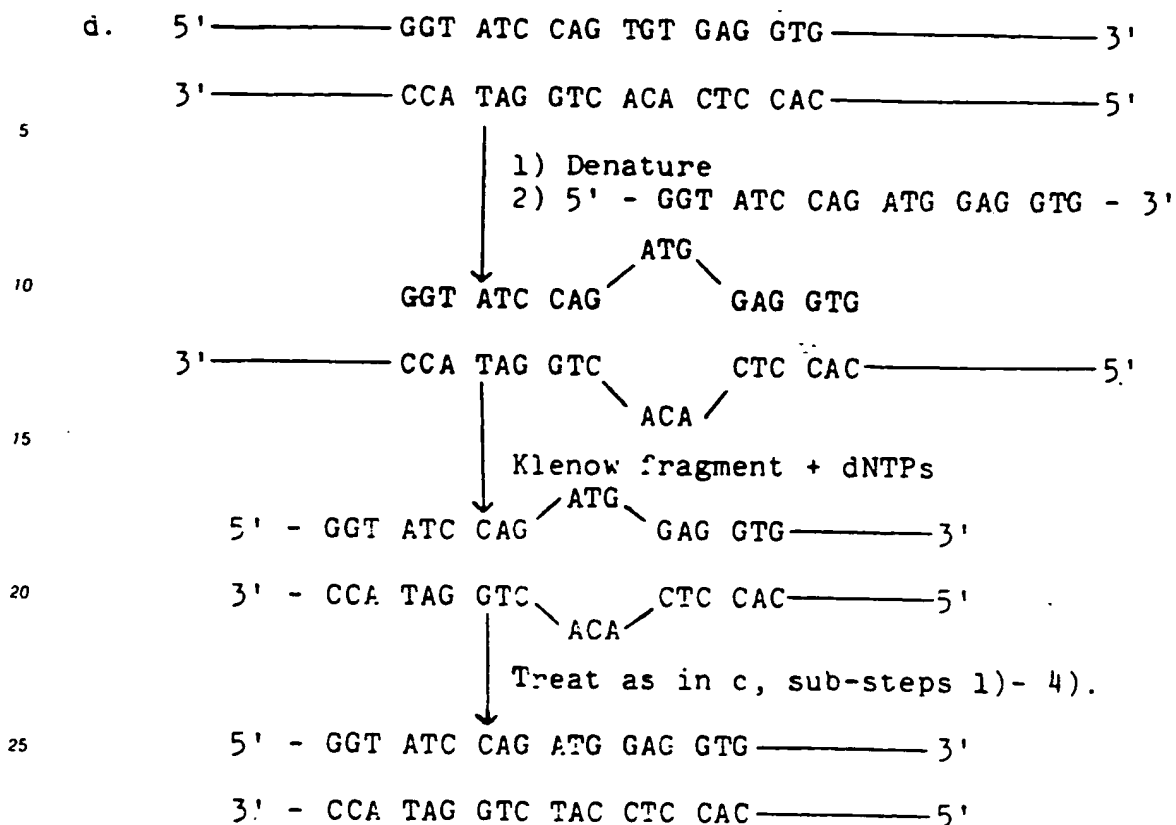 d. 5' GGT ATC CAG TGT GAG GTG 3'
3' CCA TAG GTC ACA CTC CAC 5'
5
1) Denature
2) 5' - GGT ATC CAG ATG GAG GTG - 3'
ATG
10 GGT ATC CAG GAG GTG
3' CCA TAG GTC CTC CAC 5'
ACA
15
Klenow fragment + dNTPs
ATG
5' - GGT ATC CAG GAG GTG 3'
20 3' - CCA TAG GTC CTC CAC 5'
ACA
Treat as in c, sub-steps 1)- 4).
25 5' - GGT ATC CAG ATG GAG GTG 3'
3' - CCA TAG GTC TAC CTC CAC 5'